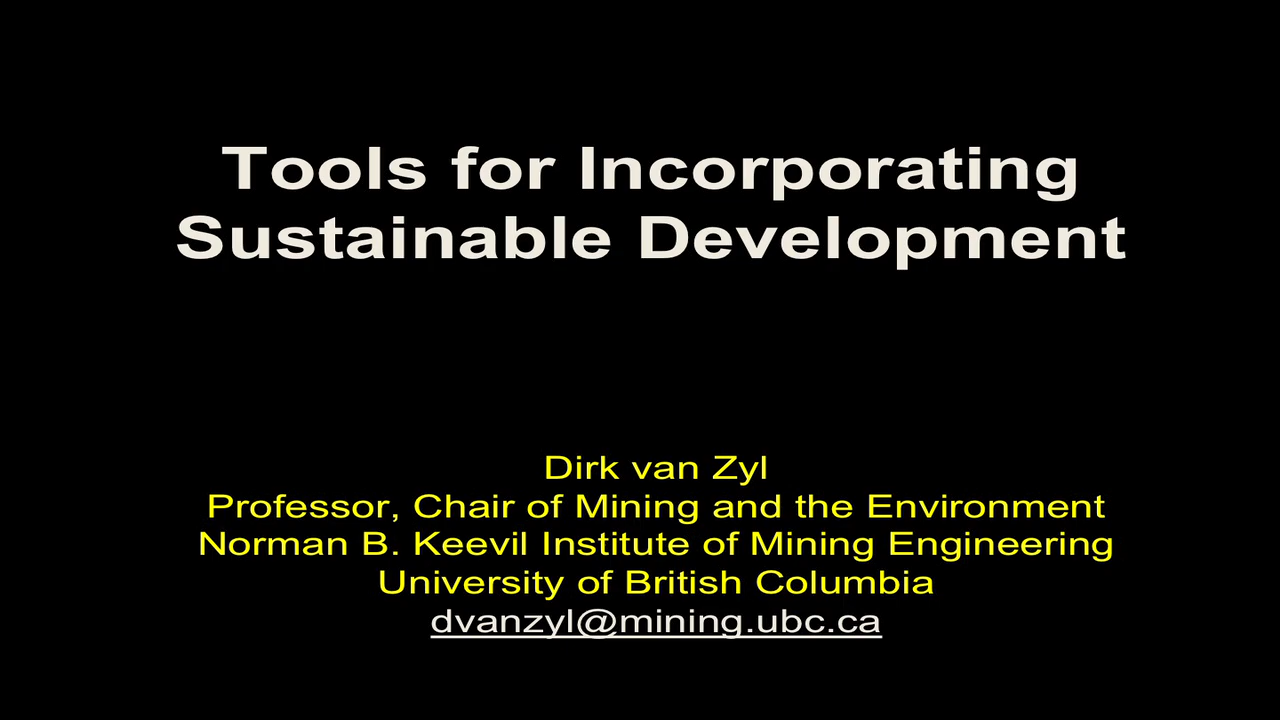 Tools for Incorporating
Sustainable Development
Dirk van Zyl
Professor, Chair of Mining and the Environment
Norman B. Keevil Institute of Mining Engineering
University of British Columbia
dvanzyl@mining.ubc.ca